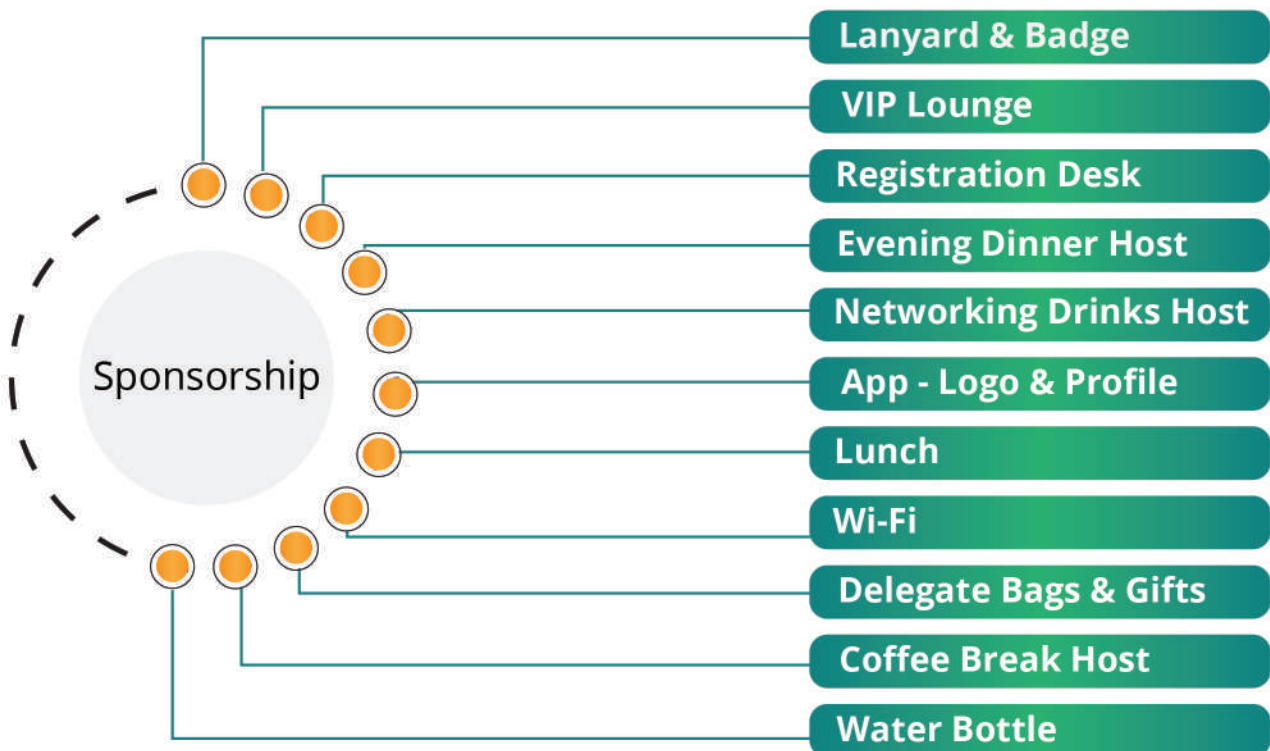 Lanyard & Badge
VIP Lounge
Registration Desk
Evening Dinner Host
Networking Drinks Host
Sponsorship
App - Logo & Profile
Lunch
Wi-Fi
Delegate Bags & Gifts
Coffee Break Host
Water Bottle